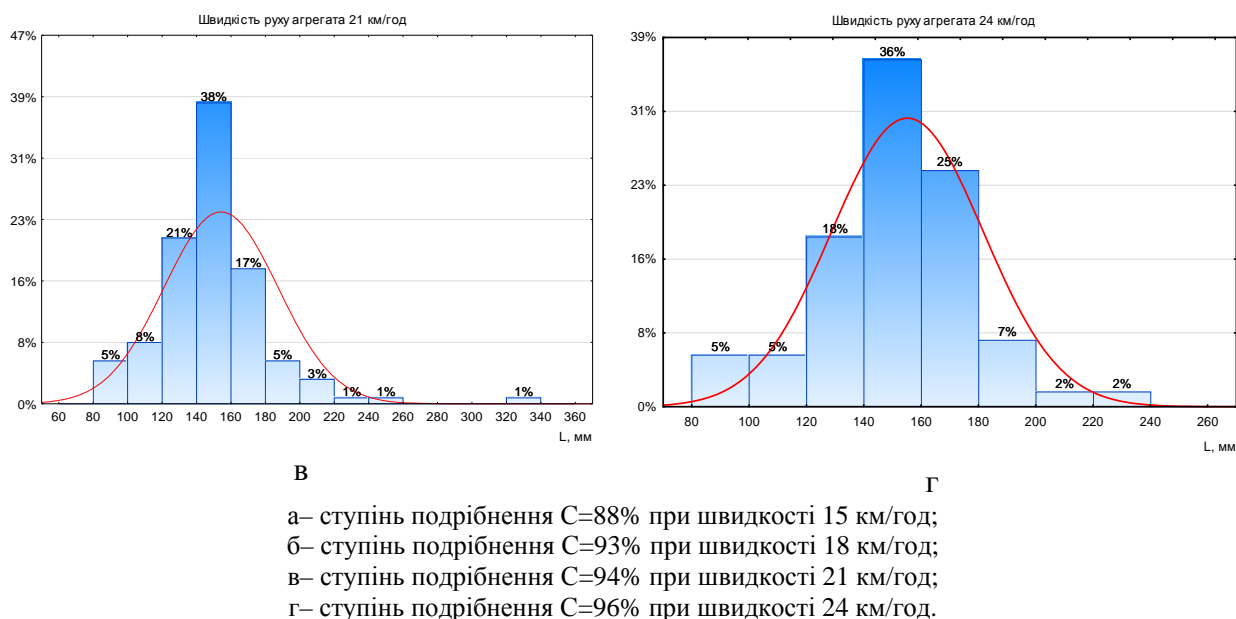 Швидкість руху агрегата 21 км/год
47%
39%
31%
23%
16%
8%
0%
5%
8%
21%
38%
17%
5%
3%
1%
1%
1%
60 80 100 120 140 160 180 200 220 240 260 280 300 320 340 360
L, мм
в
Швидкість руху агрегата 24 км/год
39%
31%
23%
16%
8%
0%
5%
5%
18%
36%
25%
7%
2%
2%
80 100 120 140 160 180 200 220 240 260
L, мм
г
а– ступінь подрібнення С=88% при швидкості 15 км/год;
б– ступінь подрібнення С=93% при швидкості 18 км/год;
в– ступінь подрібнення С=94% при швидкості 21 км/год;
г– ступінь подрібнення С=96% при швидкості 24 км/год.